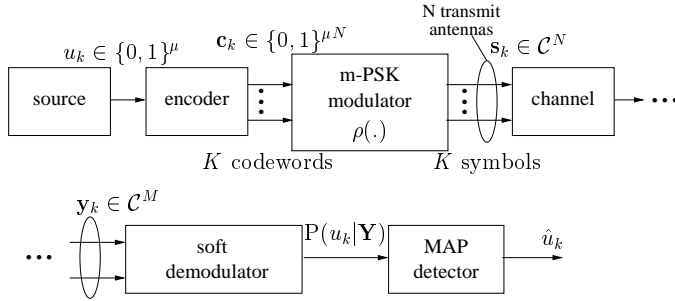 N transmit
antennas
u_k ∈ {0, 1}^μ
c_k ∈ {0, 1}^{μN}
s_k ∈ 𝒞^N
source
encoder
m-PSK
modulator
ρ(.)
channel
K codewords
K symbols
y_k ∈ 𝒞^M
soft
demodulator
P(u_k|Y)
MAP
detector
û_k